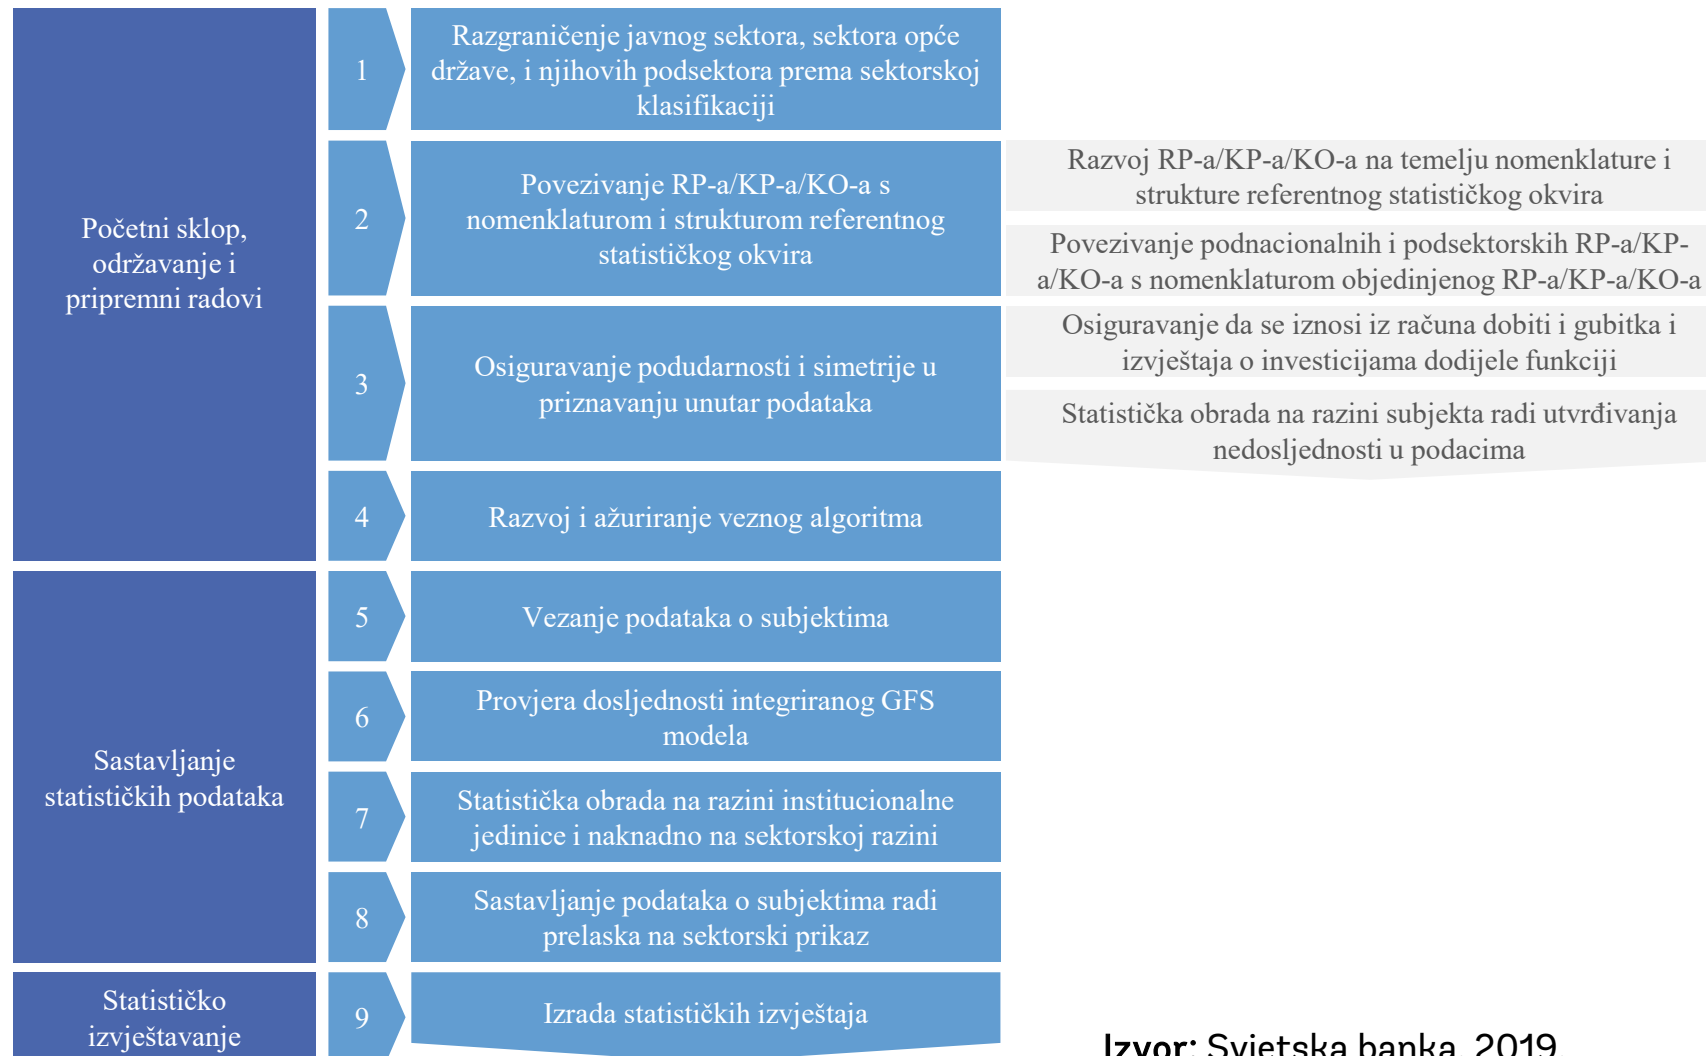 Početni sklop,
održavanje i
pripremni radovi
1
Razgraničenje javnog sektora, sektora opće
države, i njihovih podsektora prema sektorskoj
klasifikaciji
2
Povezivanje RP-a/KP-a/KO-a s
nomenklaturom i strukturom referentnog
statističkog okvira
Razvoj RP-a/KP-a/KO-a na temelju nomenklature i
strukture referentnog statističkog okvira
Povezivanje podnacionalnih i podsektorskih RP-a/KP-
a/KO-a s nomenklaturom objedinjenog RP-a/KP-a/KO-a
3
Osiguravanje podudarnosti i simetrije u
priznavanju unutar podataka
Osiguravanje da se iznosi iz računa dobiti i gubitka i
izvještaja o investicijama dodijele funkciji
Statistička obrada na razini subjekta radi utvrđivanja
nedosljednosti u podacima
4
Razvoj i ažuriranje veznog algoritma
Sastavljanje
statističkih podataka
5
Vezanje podataka o subjektima
6
Provjera dosljednosti integriranog GFS
modela
7
Statistička obrada na razini institucionalne
jedinice i naknadno na sektorskoj razini
8
Sastavljanje podataka o subjektima radi
prelaska na sektorski prikaz
Statističko
izvještavanje
9
Izrada statističkih izvještaja
Izvor: Svjetska banka, 2019.